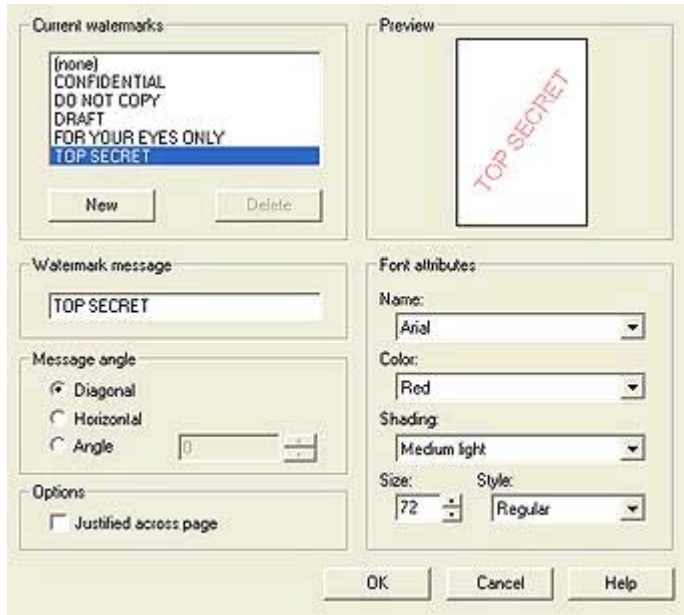 Current watermarks
(none)
CONFIDENTIAL
DO NOT COPY
DRAFT
FOR YOUR EYES ONLY
TOP SECRET
New
Delete
Preview
TOP SECRET
Watermark message
TOP SECRET
Message angle
Diagonal
Horizontal
Angle
0
Options
Justified across page
Font attributes
Name:
Arial
Color:
Red
Shading:
Medium light
Size: Style:
72 Regular
OK Cancel Help